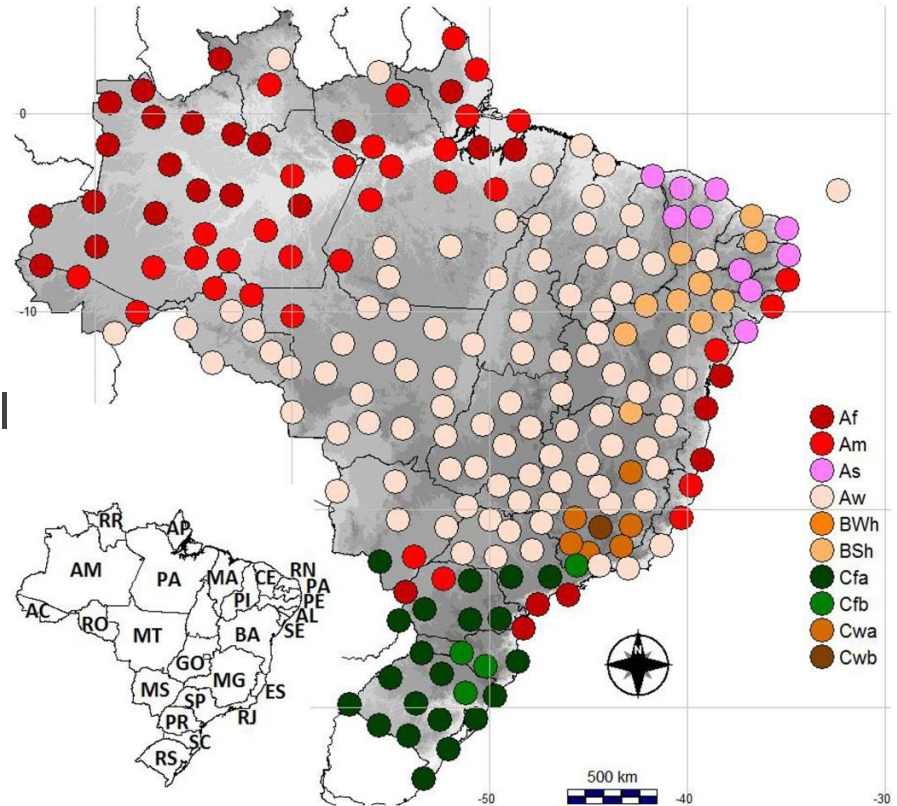 0
-10
Af
Am
As
Aw
BWh
BSh
Cfa
Cfb
Cwa
Cwb
RR
AP
AM
PA
MA
CE
RN
PA
PE
AL
SE
PI
AC
RO
MT
BA
GO
MG
MS
ES
SP
RJ
PR
SC
RS
500 km
-50
-40
-30